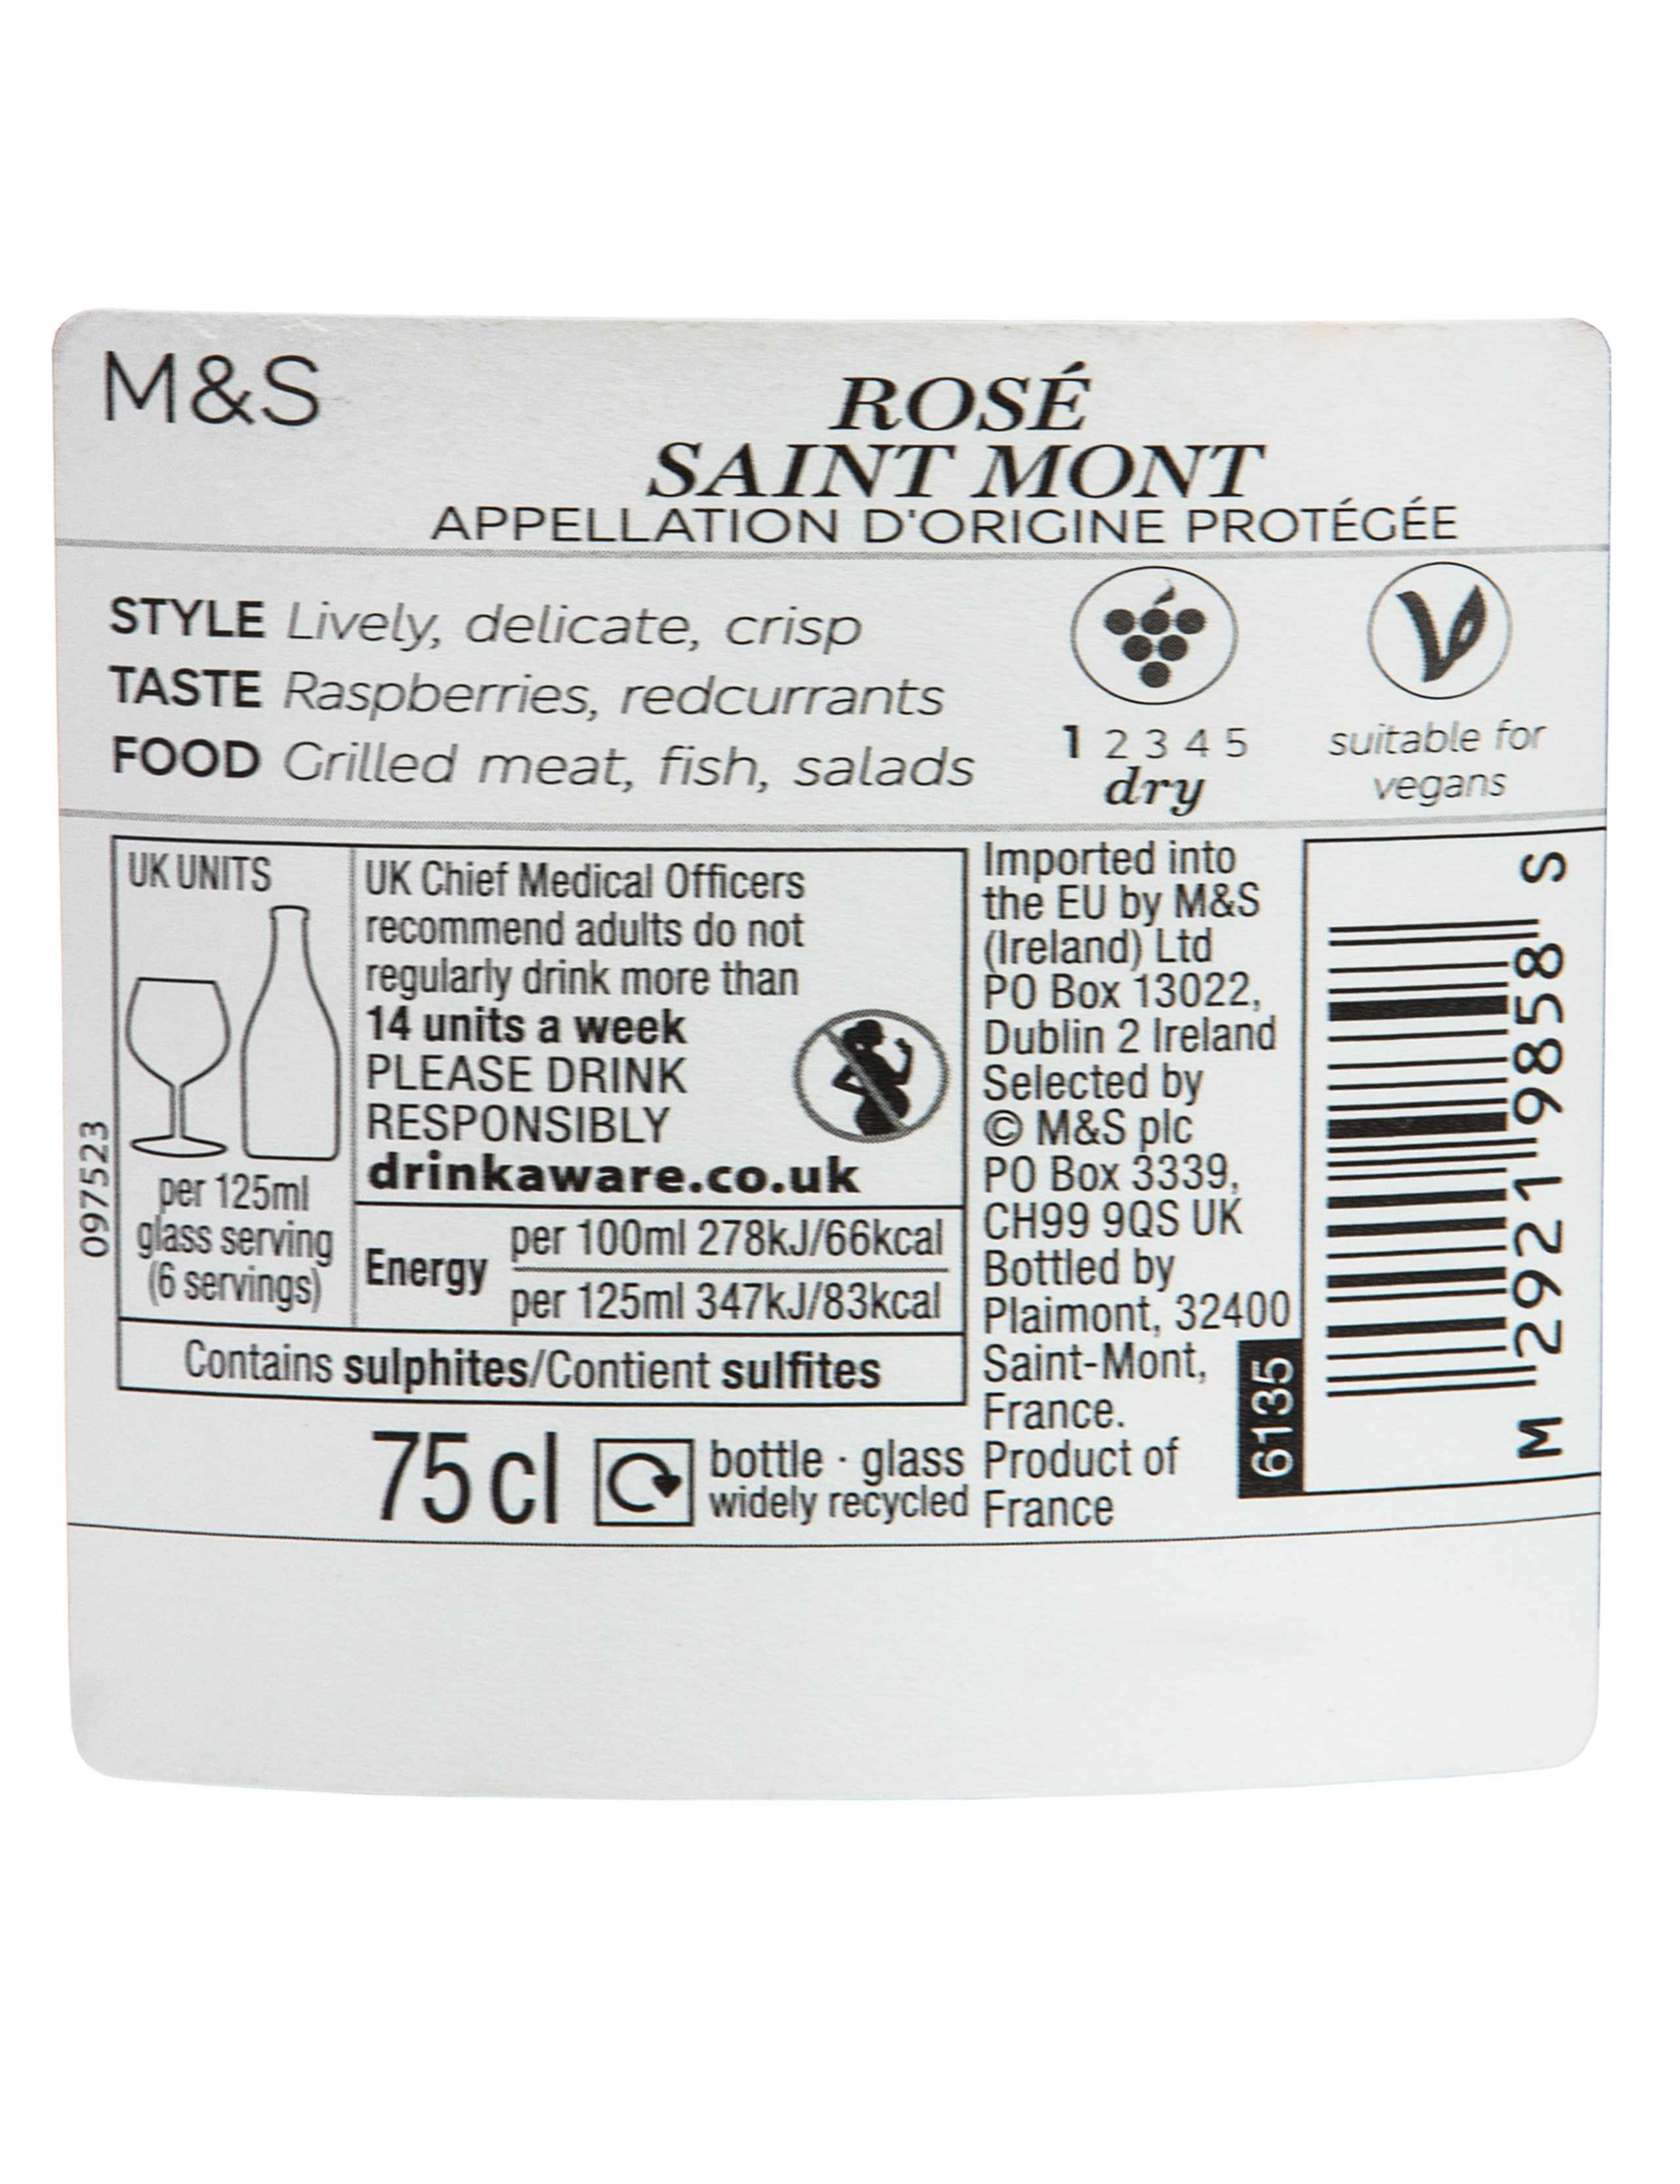 M&S
ROSÉ
SAINT MONT
APPELLATION D'ORIGINE PROTÉGÉE
STYLE Lively, delicate, crisp
TASTE Raspberries, redcurrants
FOOD Grilled meat, fish, salads
1 2 3 4 5
dry
suitable for
vegans
UK UNITS
per 125ml
glass serving
(6 servings)
097523
UK Chief Medical Officers
recommend adults do not
regularly drink more than
14 units a week
PLEASE DRINK
RESPONSIBLY
drinkaware.co.uk
Energy
per 100ml 278kJ/66kcal
per 125ml 347kJ/83kcal
Contains sulphites/Contient sulfites
75 cl
bottle · glass
widely recycled
Imported into
the EU by M&S
(Ireland) Ltd
PO Box 13022,
Dublin 2 Ireland
Selected by
© M&S plc
PO Box 3339,
CH99 9QS UK
Bottled by
Plaimont, 32400
Saint-Mont,
France.
Product of
France
6135
M 2921 9858 S